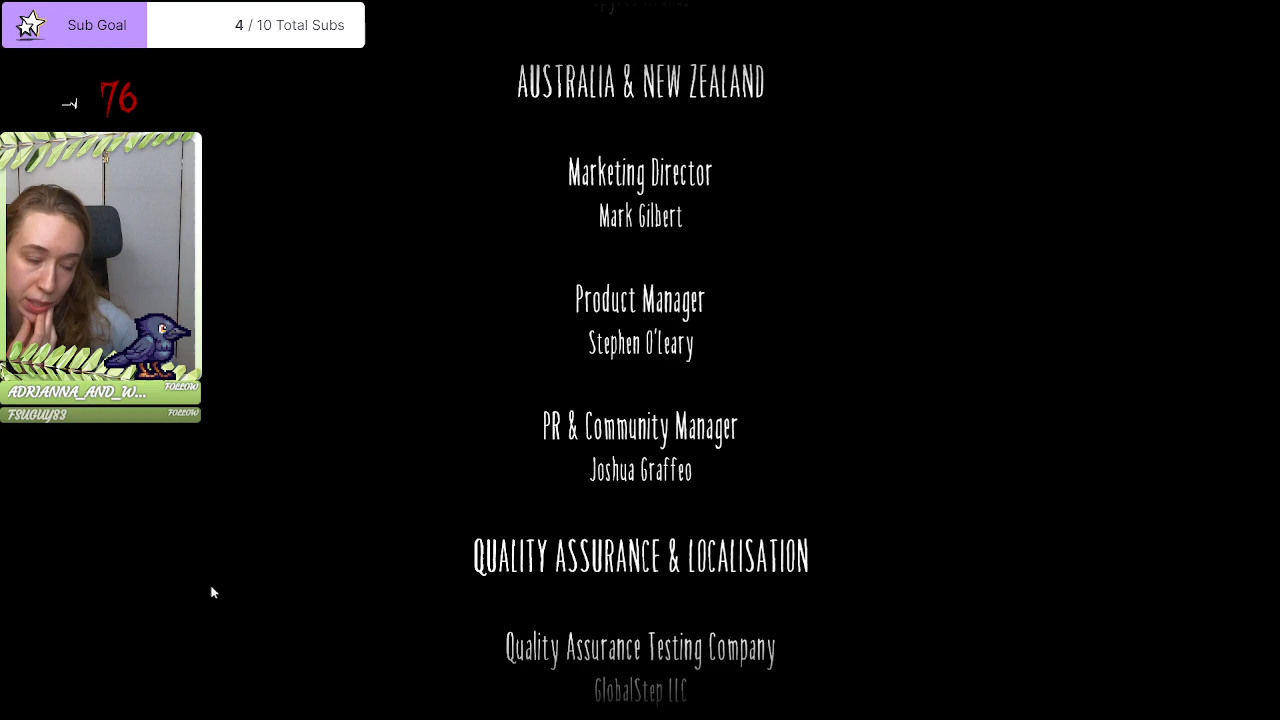 Sub Goal
4 / 10 Total Subs
76
AUSTRALIA & NEW ZEALAND
Marketing Director
Mark Gilbert
Product Manager
Stephen O'Leary
PR & Community Manager
Joshua Graffeo
QUALITY ASSURANCE & LOCALISATION
Quality Assurance Testing Company
GlobalStep LLC
ADRIANNA_AND_W...
FOLLOW
FSUGUY83
FOLLOW